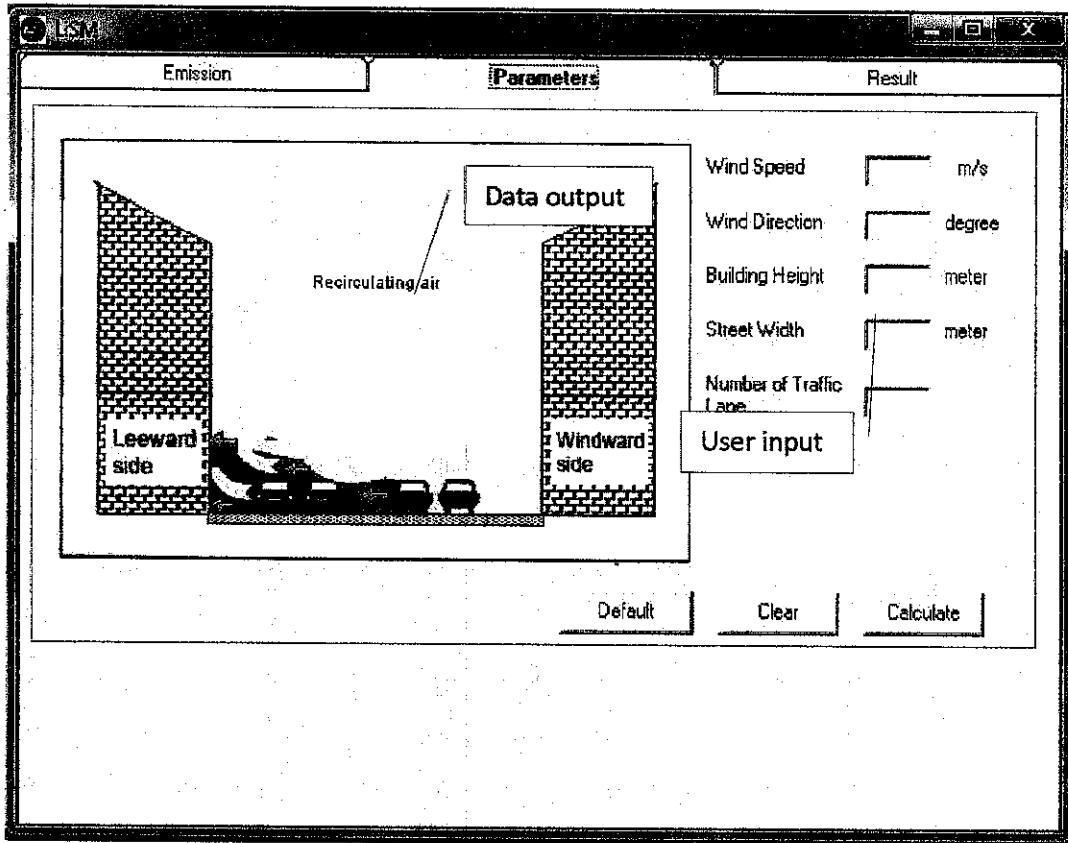 LISM
Emission
Parameters
Result
Data output
Recirculating air
Leeward
side
Windward
side
Wind Speed
m/s
Wind Direction
degree
Building Height
meter
Street Width
meter
Number of Traffic
Lane
User input
Default
Clear
Calculate